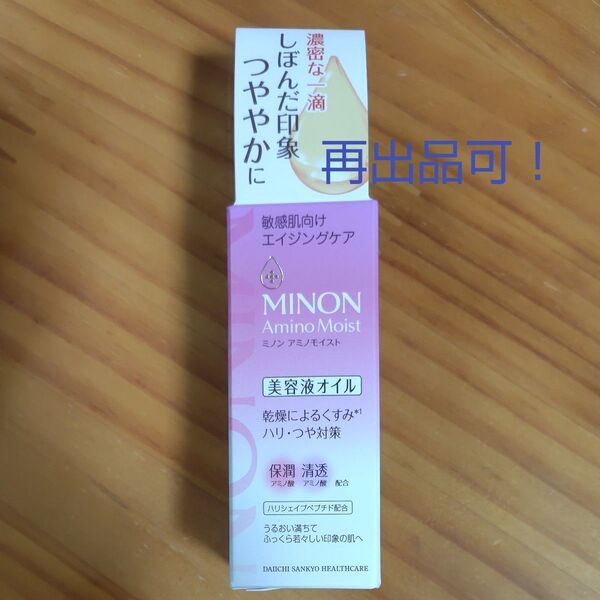 濃密な一滴
しぼんだ印象
つややかに
再出品可！
敏感肌向け
エイジングケア
MINON
Amino Moist
ミノン アミノモイスト
美容液オイル
乾燥によるくすみ*1
ハリ・つや対策
保潤 清透
アミノ酸 アミノ酸 配合
ハリシェイプペプチド配合
うるおい満ちて
ふっくら若々しい印象の肌へ
DAIICHI SANKYO HEALTHCARE